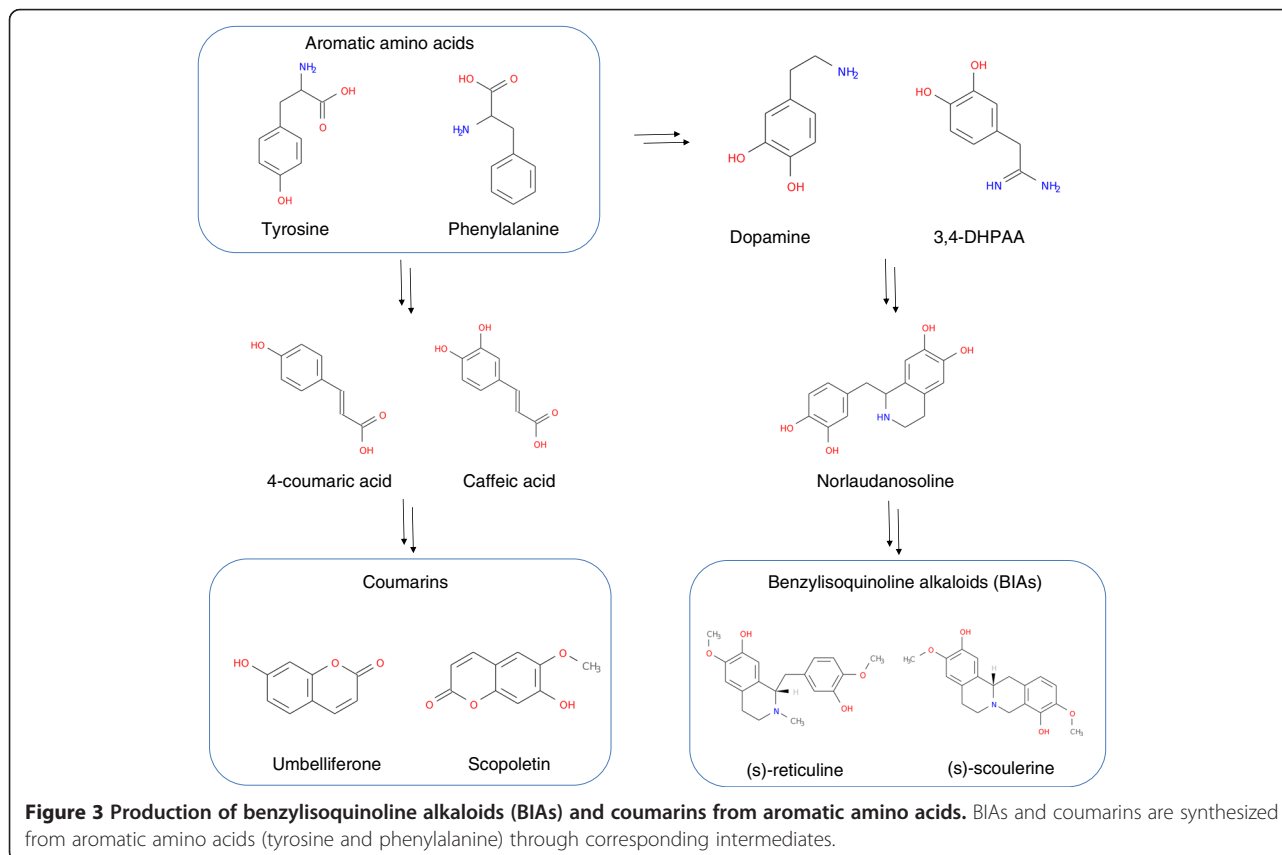 Aromatic amino acids
NH₂
OH
O
OH
Tyrosine
HO
O
H₂N
Phenylalanine
NH₂
HO
OH
Dopamine
OH
HO
HN
NH₂
3,4-DHPAA
HO
O
OH
4-coumaric acid
OH
HO
O
OH
Caffeic acid
OH
OH
HN
HO
HO
OH
Norlaudanosoline
Coumarins
HO
O
O
Umbelliferone
O
CH₃
O
O
OH
Scopoletin
Benzylisoquinoline alkaloids (BIAs)
CH₃
OH
O
CH₃
O
H
N
CH₃
OH
(s)-reticuline
OH
O
H₃C
H
N
O
CH₃
OH
(s)-scoulerine
Figure 3 Production of benzylisoquinoline alkaloids (BIAs) and coumarins from aromatic amino acids. BIAs and coumarins are synthesized
from aromatic amino acids (tyrosine and phenylalanine) through corresponding intermediates.